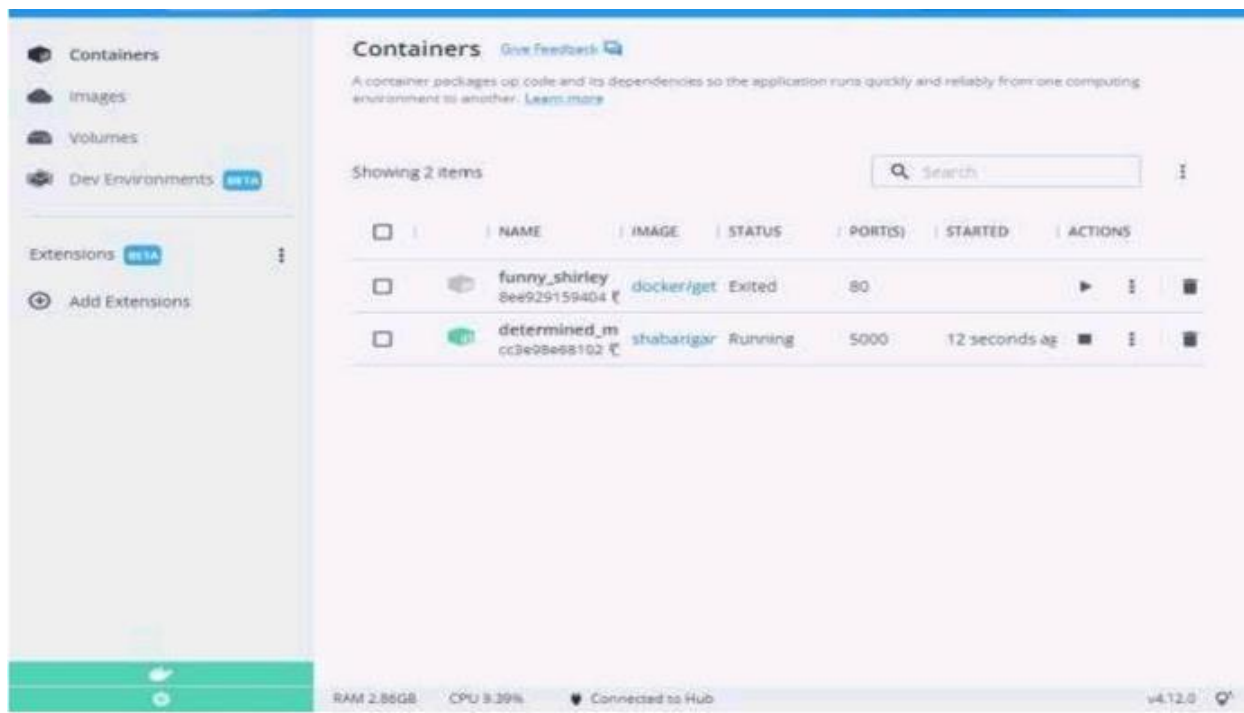 Containers
Images
Volumes
Dev Environments BETA
Extensions BETA
Add Extensions
Containers Give Feedback
A container packages up code and its dependencies so the application runs quickly and reliably from one computing
environment to another. Learn more
Showing 2 items
Search
NAME IMAGE STATUS PORT(S) STARTED ACTIONS
funny_shirley
8ee929159404 docker/get Exited 80
determined_m
cc3e98e68102 shabarigar Running 5000 12 seconds ag
RAM 2.86GB CPU 9.39% Connected to Hub v4.12.0